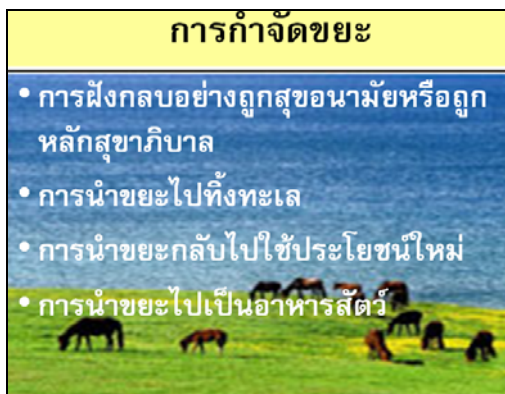 การกำจัดขยะ
• การฝังกลบอย่างถูกสุขอนามัยหรือถูก
หลักสุขาภิบาล
• การนำขยะไปทิ้งทะเล
• การนำขยะกลับไปใช้ประโยชน์ใหม่
• การนำขยะไปเป็นอาหารสัตว์